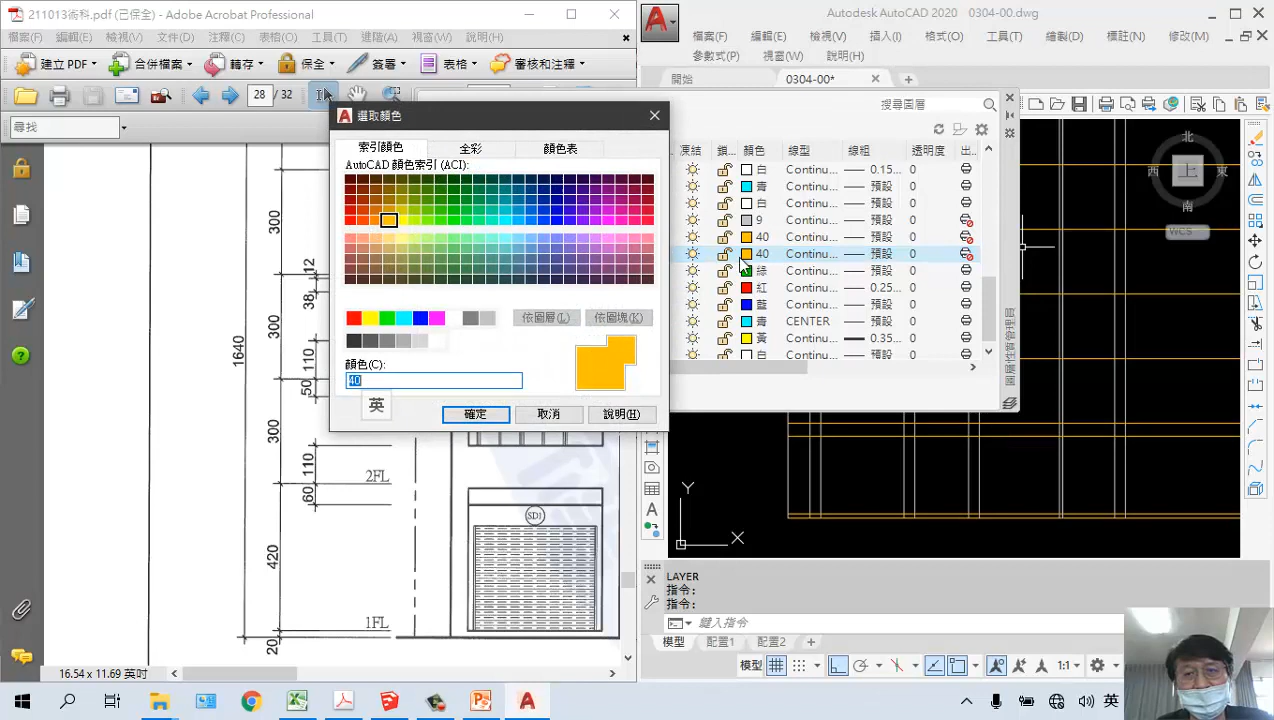 211013術科.pdf (已保全) - Adobe Acrobat Professional
檔案(F) 編輯(E) 檢視(V) 文件(D) 注釋(C) 表格(O) 工具(T) 進階(A) 視窗(W) 說明(H)
建立 PDF 合併檔案 轉存 保全 簽署 表格 審核和注釋
28 / 32
尋找
300
12
38
300
1640
110
50
300
110
2FL
60
SD1
420
1FL
20
16.54 x 11.69 英吋
選取顏色
索引顏色 全彩 顏色表
AutoCAD 顏色索引 (ACI):
依圖層(L) 依圖塊(K)
顏色(C):
40
英
確定 取消 說明(H)
Autodesk AutoCAD 2020 0304-00.dwg
檔案(F) 編輯(E) 檢視(V) 插入(I) 格式(O) 工具(T) 繪製(D) 標註(N) 修改(M)
參數式(P) 視窗(W) 說明(H)
開始 0304-00*
搜尋圖層
凍結 鎖... 顏色 線型 線粗 透明度 出...
白 Continu... 0.15... 0
青 Continu... 預設 0
白 Continu... 預設 0
9 Continu... 預設 0
40 Continu... 預設 0
40 Continu... 預設 0
綠 Continu... 預設 0
紅 Continu... 0.25... 0
藍 Continu... 預設 0
青 CENTER 預設 0
黃 Continu... 0.35... 0
白 Continu... 預設 0
圖層性質管理員
北
西 上 東
南
WCS
Y
X
LAYER
指令:
指令:
鍵入指令
模型 配置1 配置2
模型 1:1
英